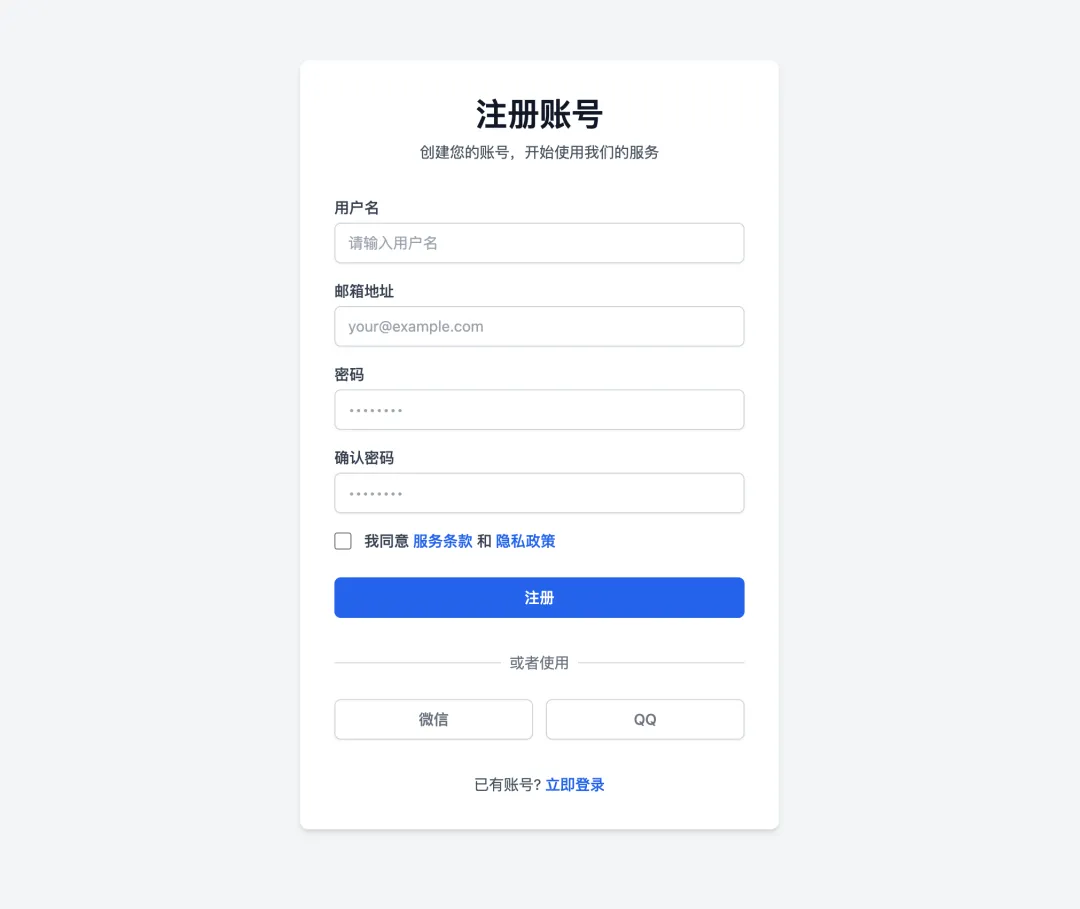 注册账号
创建您的账号，开始使用我们的服务
用户名
请输入用户名
邮箱地址
your@example.com
密码
••••••••
确认密码
••••••••
我同意 服务条款 和 隐私政策
注册
或者使用
微信
QQ
已有账号? 立即登录